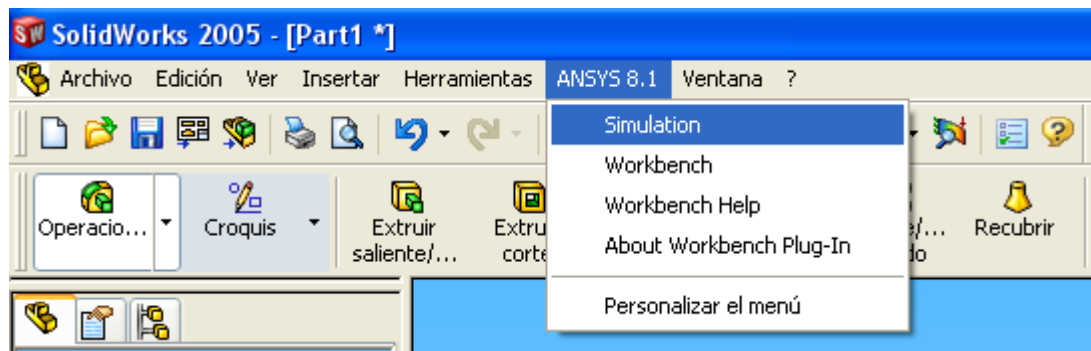 SolidWorks 2005 - [Part1 *]
Archivo Edición Ver Insertar Herramientas ANSYS 8.1 Ventana ?
Simulation
Workbench
Workbench Help
About Workbench Plug-In
Personalizar el menú
Operacio... Croquis Extruir saliente/... Recubrir